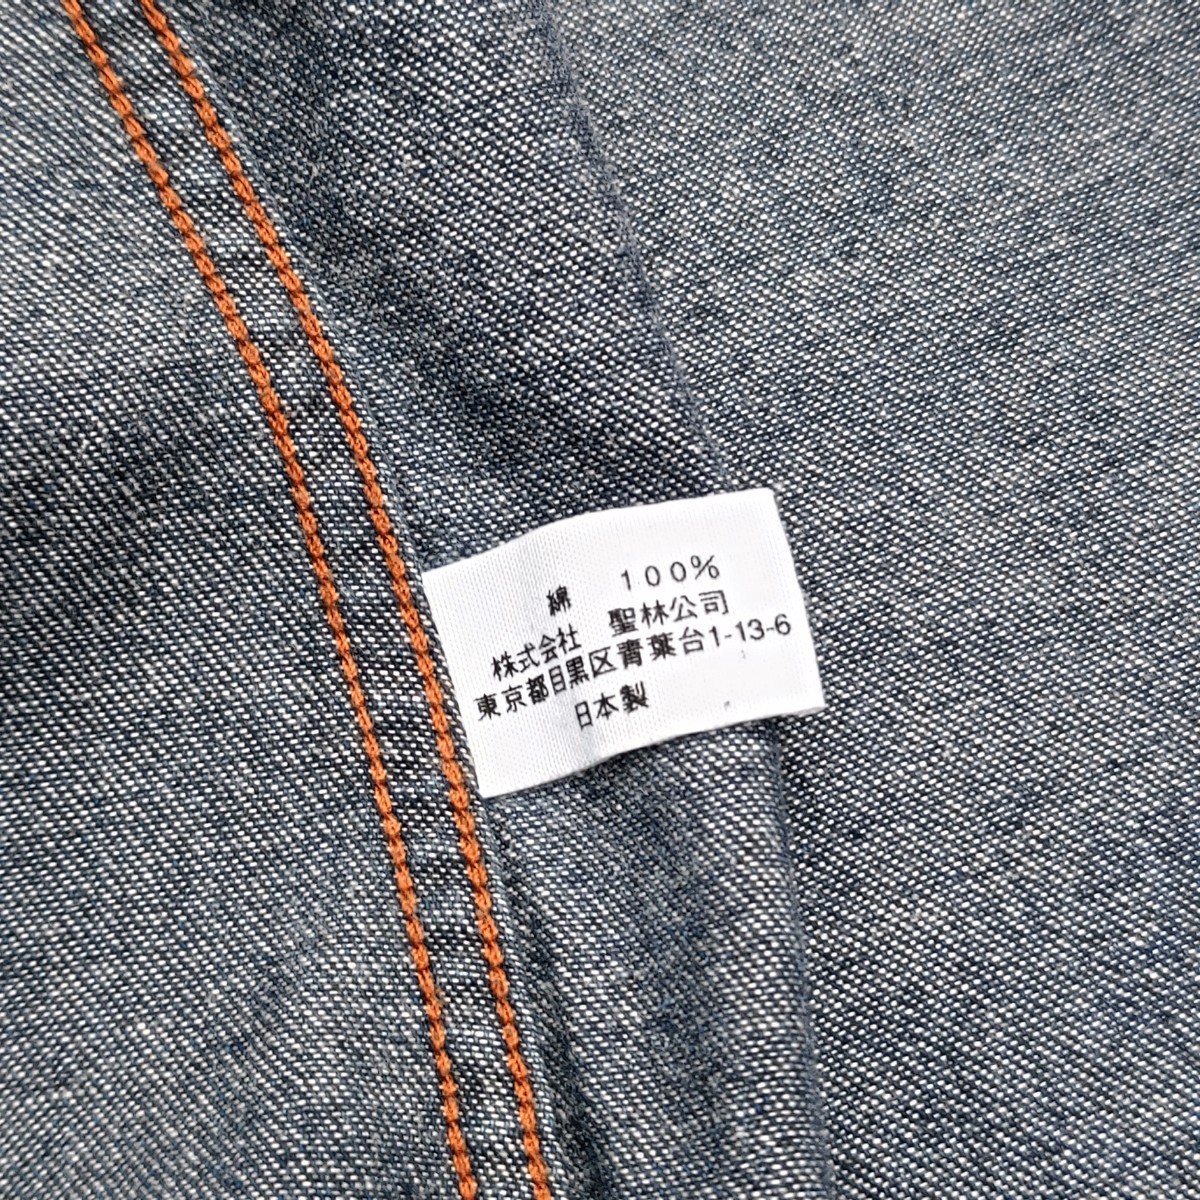 綿 100%
株式会社 聖林公司
東京都目黒区青葉台1-13-6
日本製